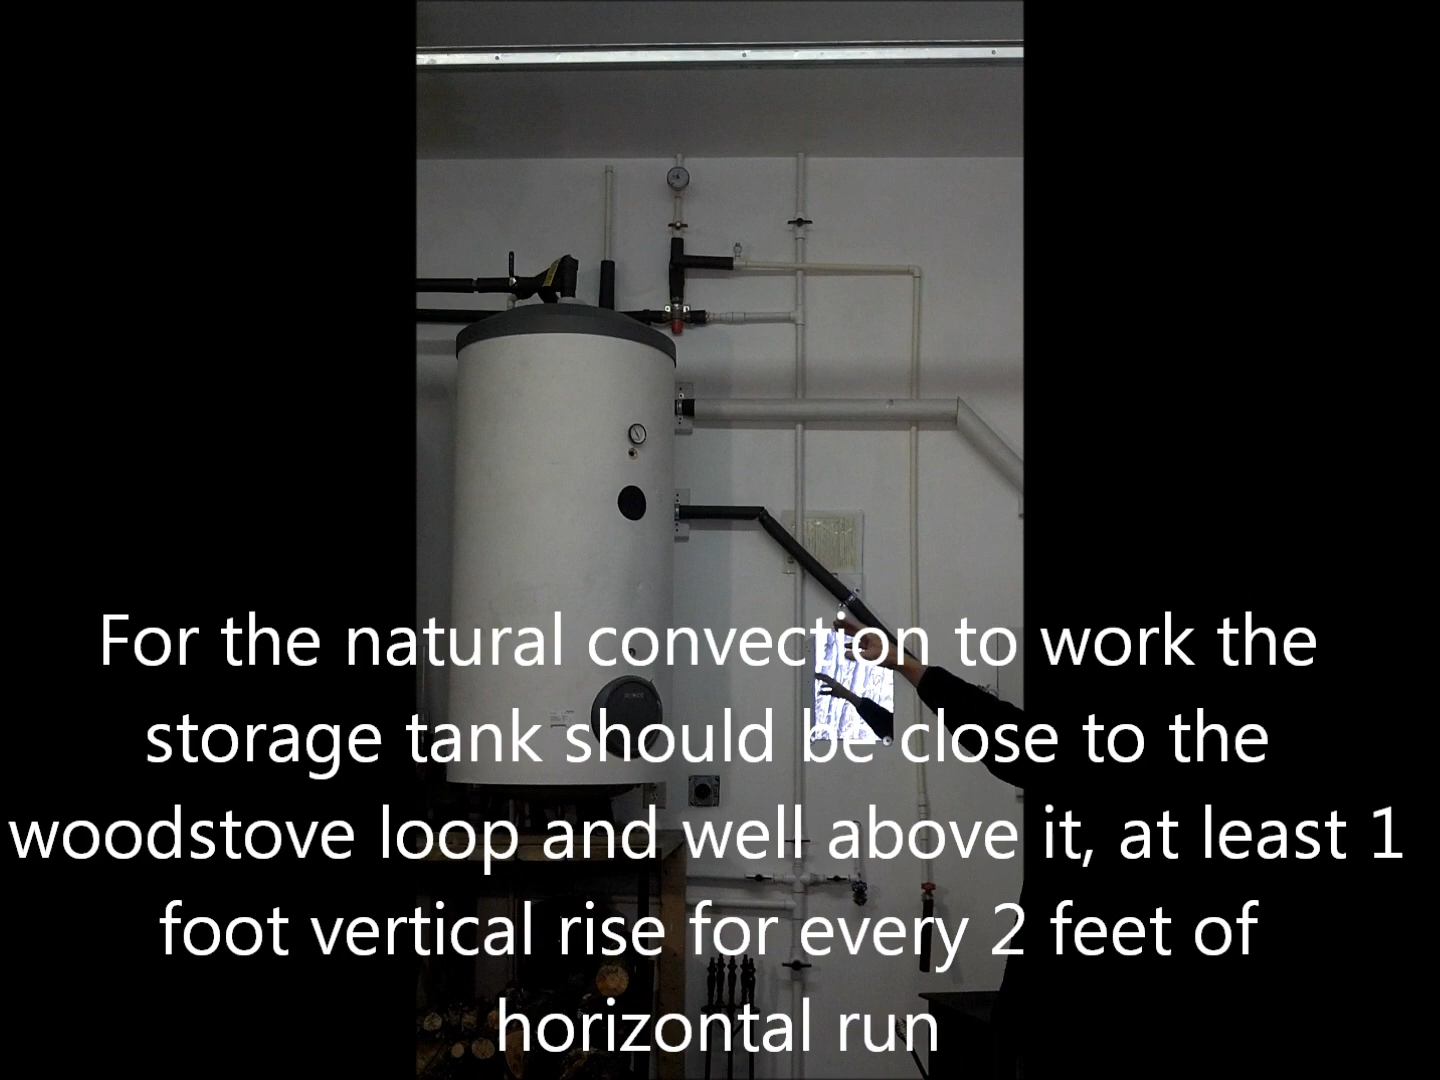 For the natural convection to work the
storage tank should be close to the
woodstove loop and well above it, at least 1
foot vertical rise for every 2 feet of
horizontal run